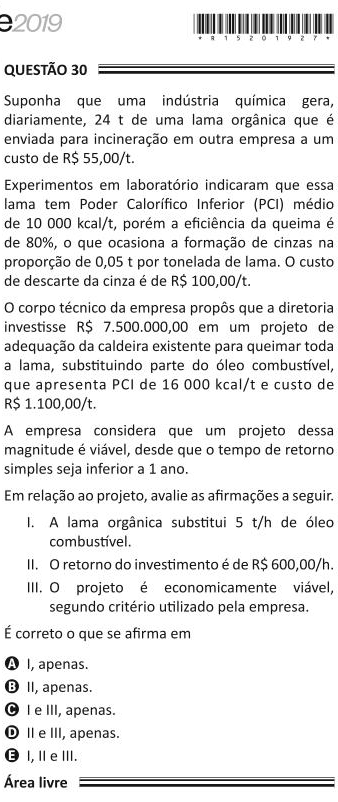 e2019
*R1520192 7*
QUESTÃO 30
Suponha que uma indústria química gera,
diariamente, 24 t de uma lama orgânica que é
enviada para incineração em outra empresa a um
custo de R$ 55,00/t.
Experimentos em laboratório indicaram que essa
lama tem Poder Calorífico Inferior (PCI) médio
de 10 000 kcal/t, porém a eficiência da queima é
de 80%, o que ocasiona a formação de cinzas na
proporção de 0,05 t por tonelada de lama. O custo
de descarte da cinza é de R$ 100,00/t.
O corpo técnico da empresa propôs que a diretoria
investisse R$ 7.500.000,00 em um projeto de
adequação da caldeira existente para queimar toda
a lama, substituindo parte do óleo combustível,
que apresenta PCI de 16 000 kcal/t e custo de
R$ 1.100,00/t.
A empresa considera que um projeto dessa
magnitude é viável, desde que o tempo de retorno
simples seja inferior a 1 ano.
Em relação ao projeto, avalie as afirmações a seguir.
I. A lama orgânica substitui 5 t/h de óleo
combustível.
II. O retorno do investimento é de R$ 600,00/h.
III. O projeto é economicamente viável,
segundo critério utilizado pela empresa.
É correto o que se afirma em
A I, apenas.
B II, apenas.
C I e III, apenas.
D II e III, apenas.
E I, II e III.
Área livre